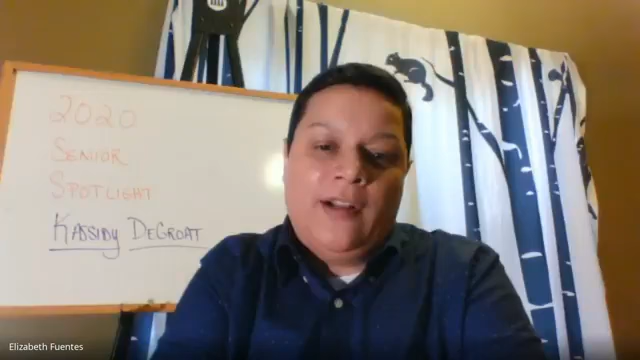 2020
SENIOR
SPOTLIGHT
KASSIDY DEGROAT
Elizabeth Fuentes